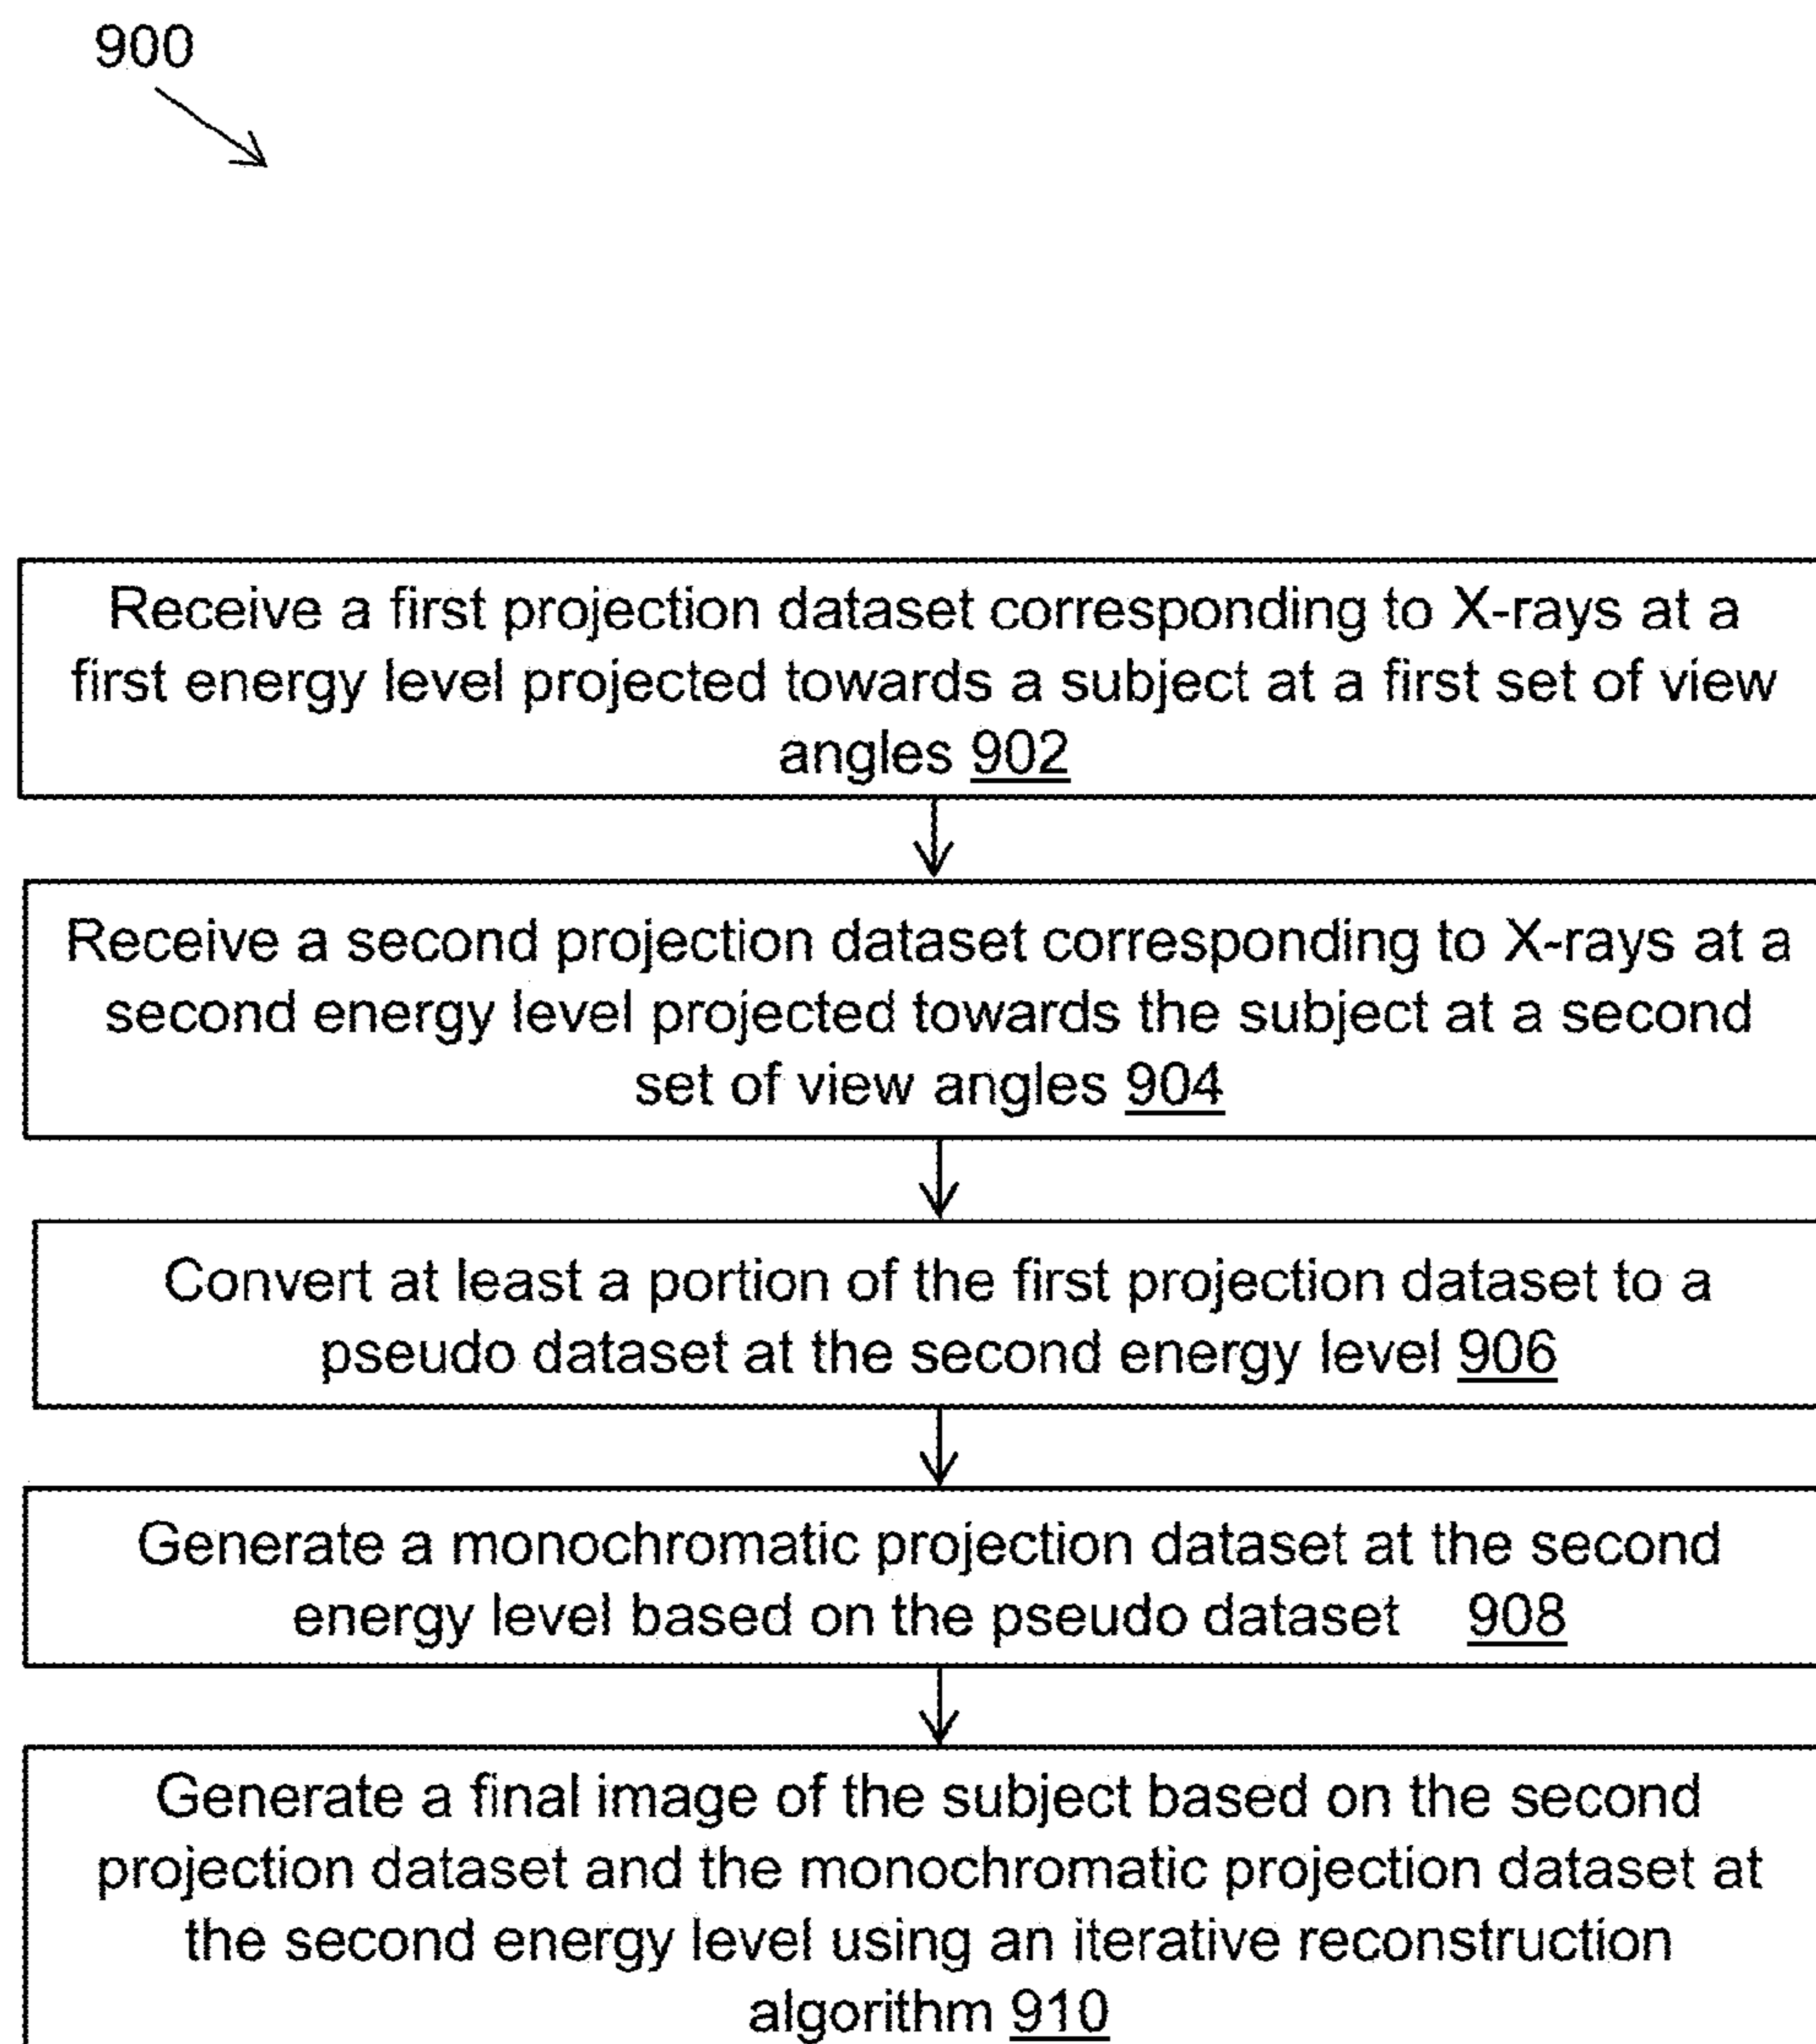 900
Receive a first projection dataset corresponding to X-rays at a
first energy level projected towards a subject at a first set of view
angles 902
Receive a second projection dataset corresponding to X-rays at a
second energy level projected towards the subject at a second
set of view angles 904
Convert at least a portion of the first projection dataset to a
pseudo dataset at the second energy level 906
Generate a monochromatic projection dataset at the second
energy level based on the pseudo dataset 908
Generate a final image of the subject based on the second
projection dataset and the monochromatic projection dataset at
the second energy level using an iterative reconstruction
algorithm 910